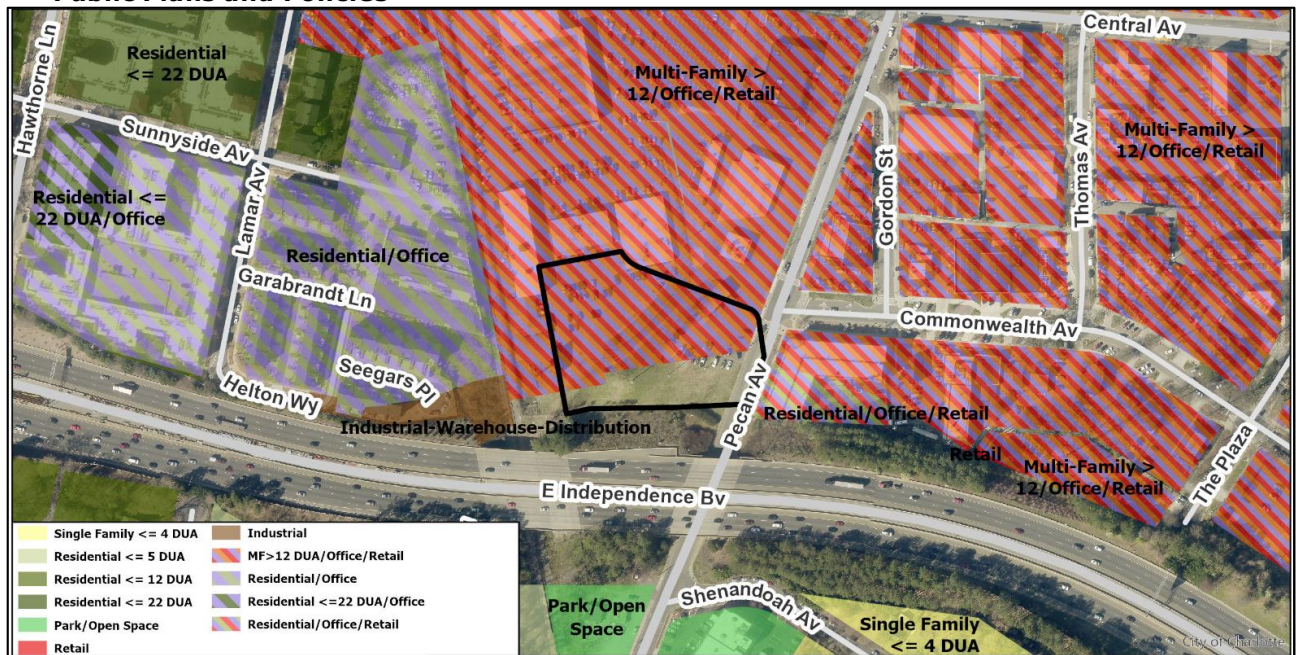 Public Plans and Policies
Central Av
Hawthorne Ln
Residential
<= 22 DUA
Multi-Family >
12/Office/Retail
Sunnyside Av
Lamar Av
Gordon St
Thomas Av
Multi-Family >
12/Office/Retail
Residential <=
22 DUA/Office
Residential/Office
Garabrandt Ln
Commonwealth Av
Seegars Pl
Helton Wy
Pecan Av
Residential/Office/Retail
Industrial-Warehouse-Distribution
Retail
Multi-Family >
12/Office/Retail
The Plaza
E Independence Bv
Single Family <= 4 DUA
Residential <= 5 DUA
Residential <= 12 DUA
Residential <= 22 DUA
Park/Open Space
Retail
Industrial
MF>12 DUA/Office/Retail
Residential/Office
Residential <=22 DUA/Office
Residential/Office/Retail
Park/Open
Space
Shenandoah Av
Single Family
<= 4 DUA
City of Charlotte